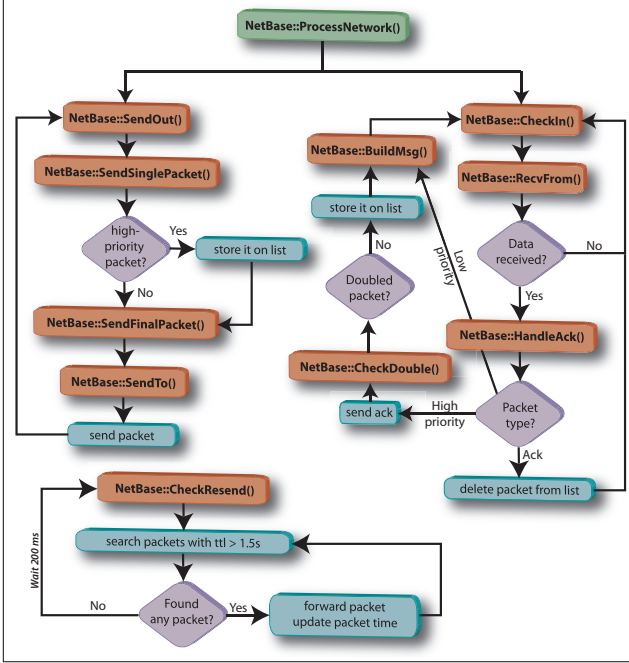 NetBase::ProcessNetwork()
NetBase::SendOut()
NetBase::SendSinglePacket()
high-
priority
packet?
Yes
store it on list
No
NetBase::SendFinalPacket()
NetBase::SendTo()
send packet
NetBase::CheckIn()
NetBase::BuildMsg()
NetBase::RecvFrom()
store it on list
No
Doubled
packet?
Low
priority
Data
received?
No
Yes
NetBase::HandleAck()
NetBase::CheckDouble()
send ack
High
priority
Packet
type?
Ack
delete packet from list
NetBase::CheckResend()
search packets with ttl > 1.5s
Wait 200 ms
No
Found
any packet?
Yes
forward packet
update packet time